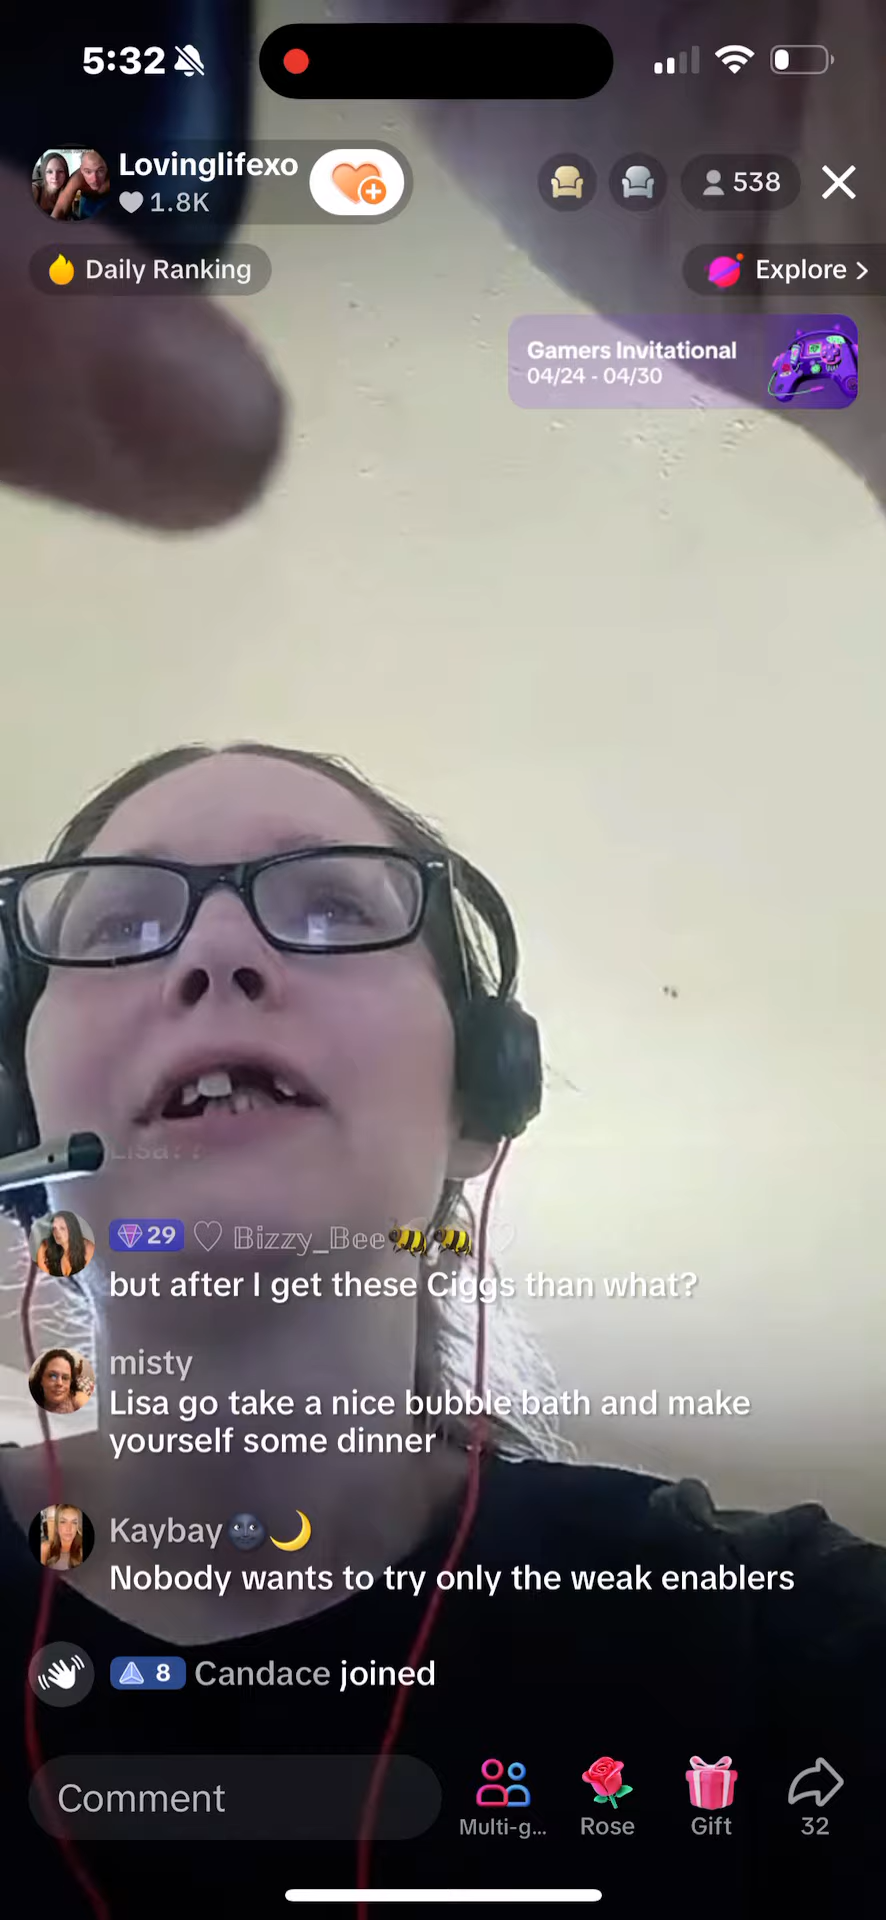 5:32
Lovinglifexo
1.8K
538
Daily Ranking
Explore >
Gamers Invitational
04/24 - 04/30
Lisa??
29 ♡ 𝔹izzy_𝔹ee🐝🐝🤍
but after I get these Ciggs than what?
misty
Lisa go take a nice bubble bath and make
yourself some dinner
Kaybay🌚🌙
Nobody wants to try only the weak enablers
8 Candace joined
Comment
Multi-g...
Rose
Gift
32